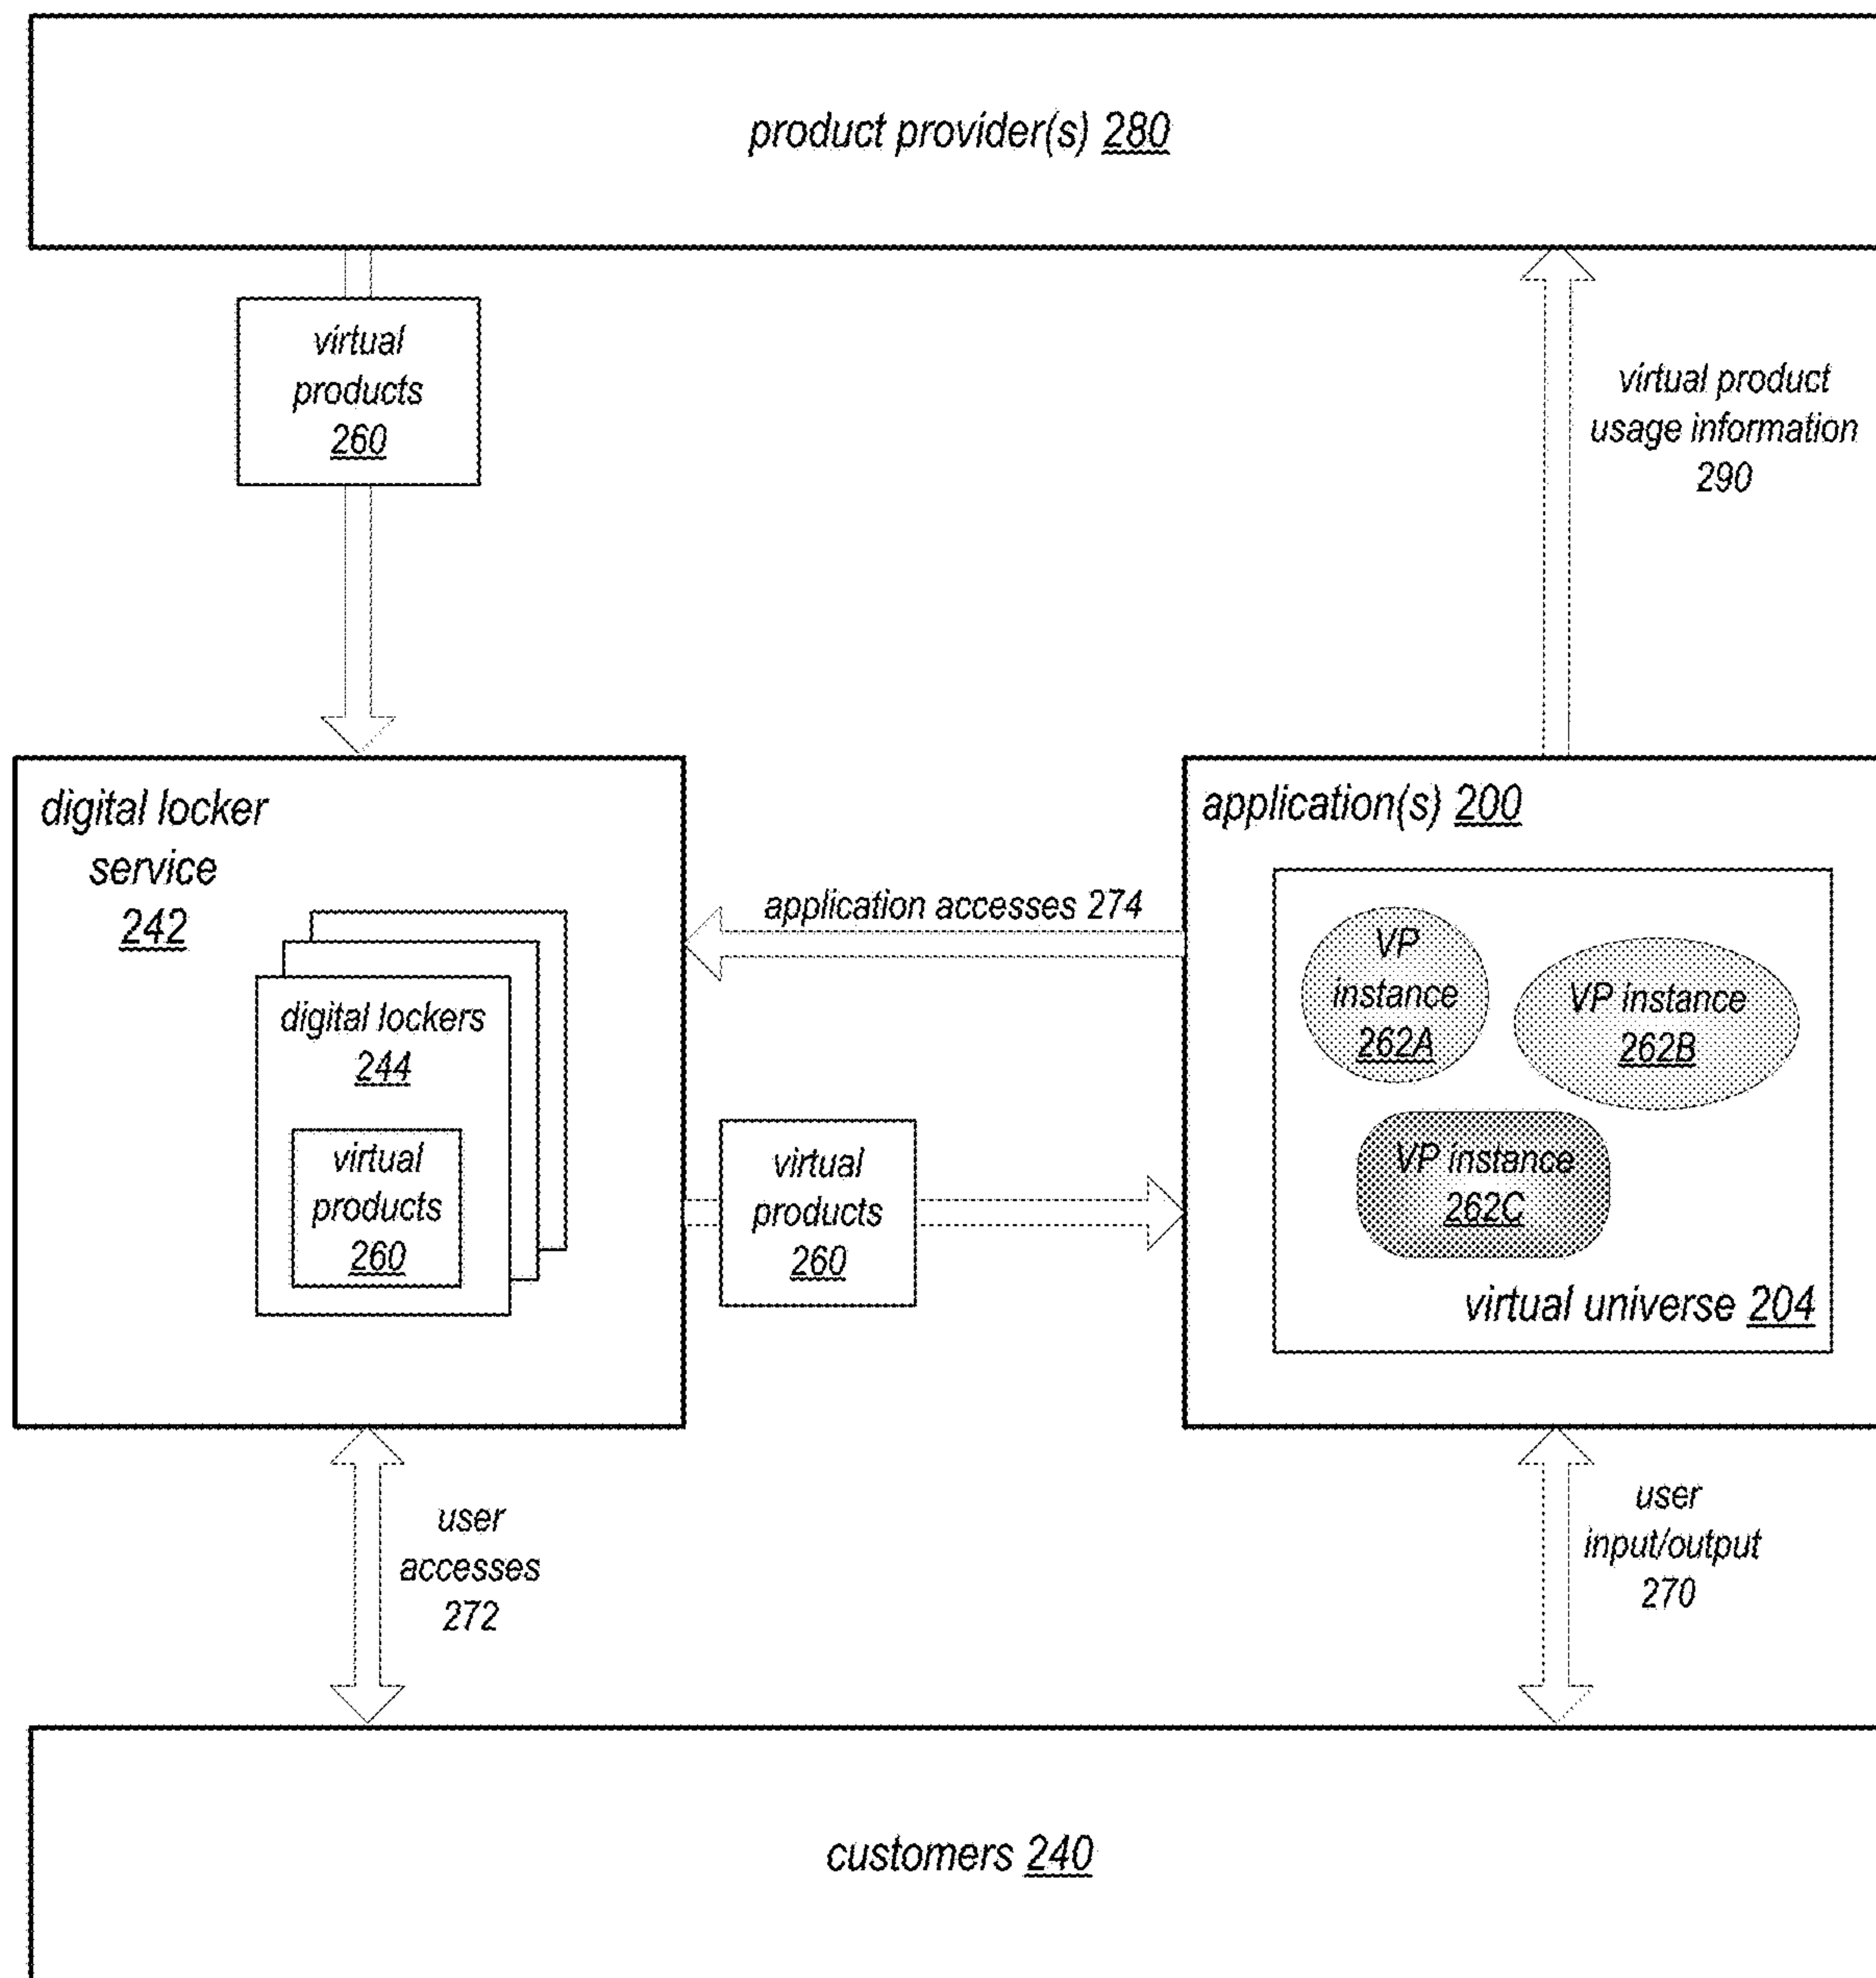 product provider(s) 280
virtual
products
260
virtual product
usage information
290
digital locker
service
242
digital lockers
244
virtual
products
260
application accesses 274
virtual
products
260
application(s) 200
VP
instance
262A
VP instance
262B
VP instance
262C
virtual universe 204
user
accesses
272
user
input/output
270
customers 240